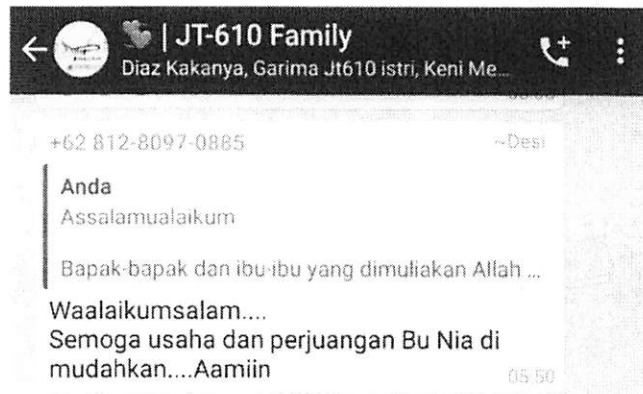 | JT-610 Family
Diaz Kakanya, Garima Jt610 istri, Keni Me...
+62 812-8097-0885 ~Desi
Anda
Assalamualaikum
Bapak-bapak dan ibu-ibu yang dimuliakan Allah ...
Waalaikumsalam....
Semoga usaha dan perjuangan Bu Nia di
mudahkan....Aamiin
05.50